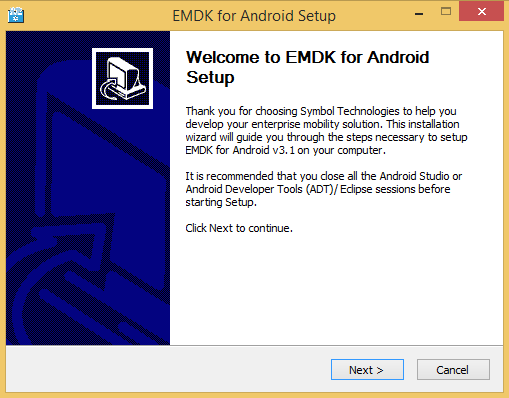 EMDK for Android Setup
Welcome to EMDK for Android
Setup
Thank you for choosing Symbol Technologies to help you
develop your enterprise mobility solution. This installation
wizard will guide you through the steps necessary to setup
EMDK for Android v3.1 on your computer.
It is recommended that you close all the Android Studio or
Android Developer Tools (ADT)/ Eclipse sessions before
starting Setup.
Click Next to continue.
Next >
Cancel